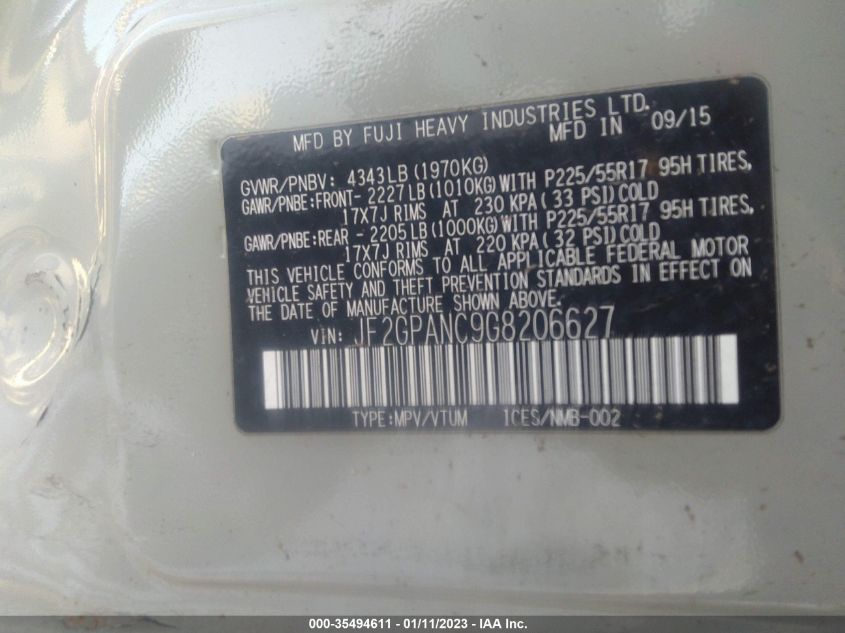 MFD BY FUJI HEAVY INDUSTRIES LTD.
MFD IN 09/15
GVWR/PNBV: 4343LB(1970KG)
GAWR/PNBE:FRONT- 2227LB(1010KG)WITH P225/55R17 95H TIRES,
17X7J RIMS AT 230 KPA(33 PSI)COLD
GAWR/PNBE:REAR - 2205LB(1000KG)WITH P225/55R17 95H TIRES,
17X7J RIMS AT 220 KPA(32 PSI)COLD
THIS VEHICLE CONFORMS TO ALL APPLICABLE FEDERAL MOTOR
VEHICLE SAFETY AND THEFT PREVENTION STANDARDS IN EFFECT ON
THE DATE OF MANUFACTURE SHOWN ABOVE.
VIN: JF2GPANC9G8206627
TYPE:MPV/VTUM ICES/NMB-002
000-35494611 - 01/11/2023 - IAA Inc.